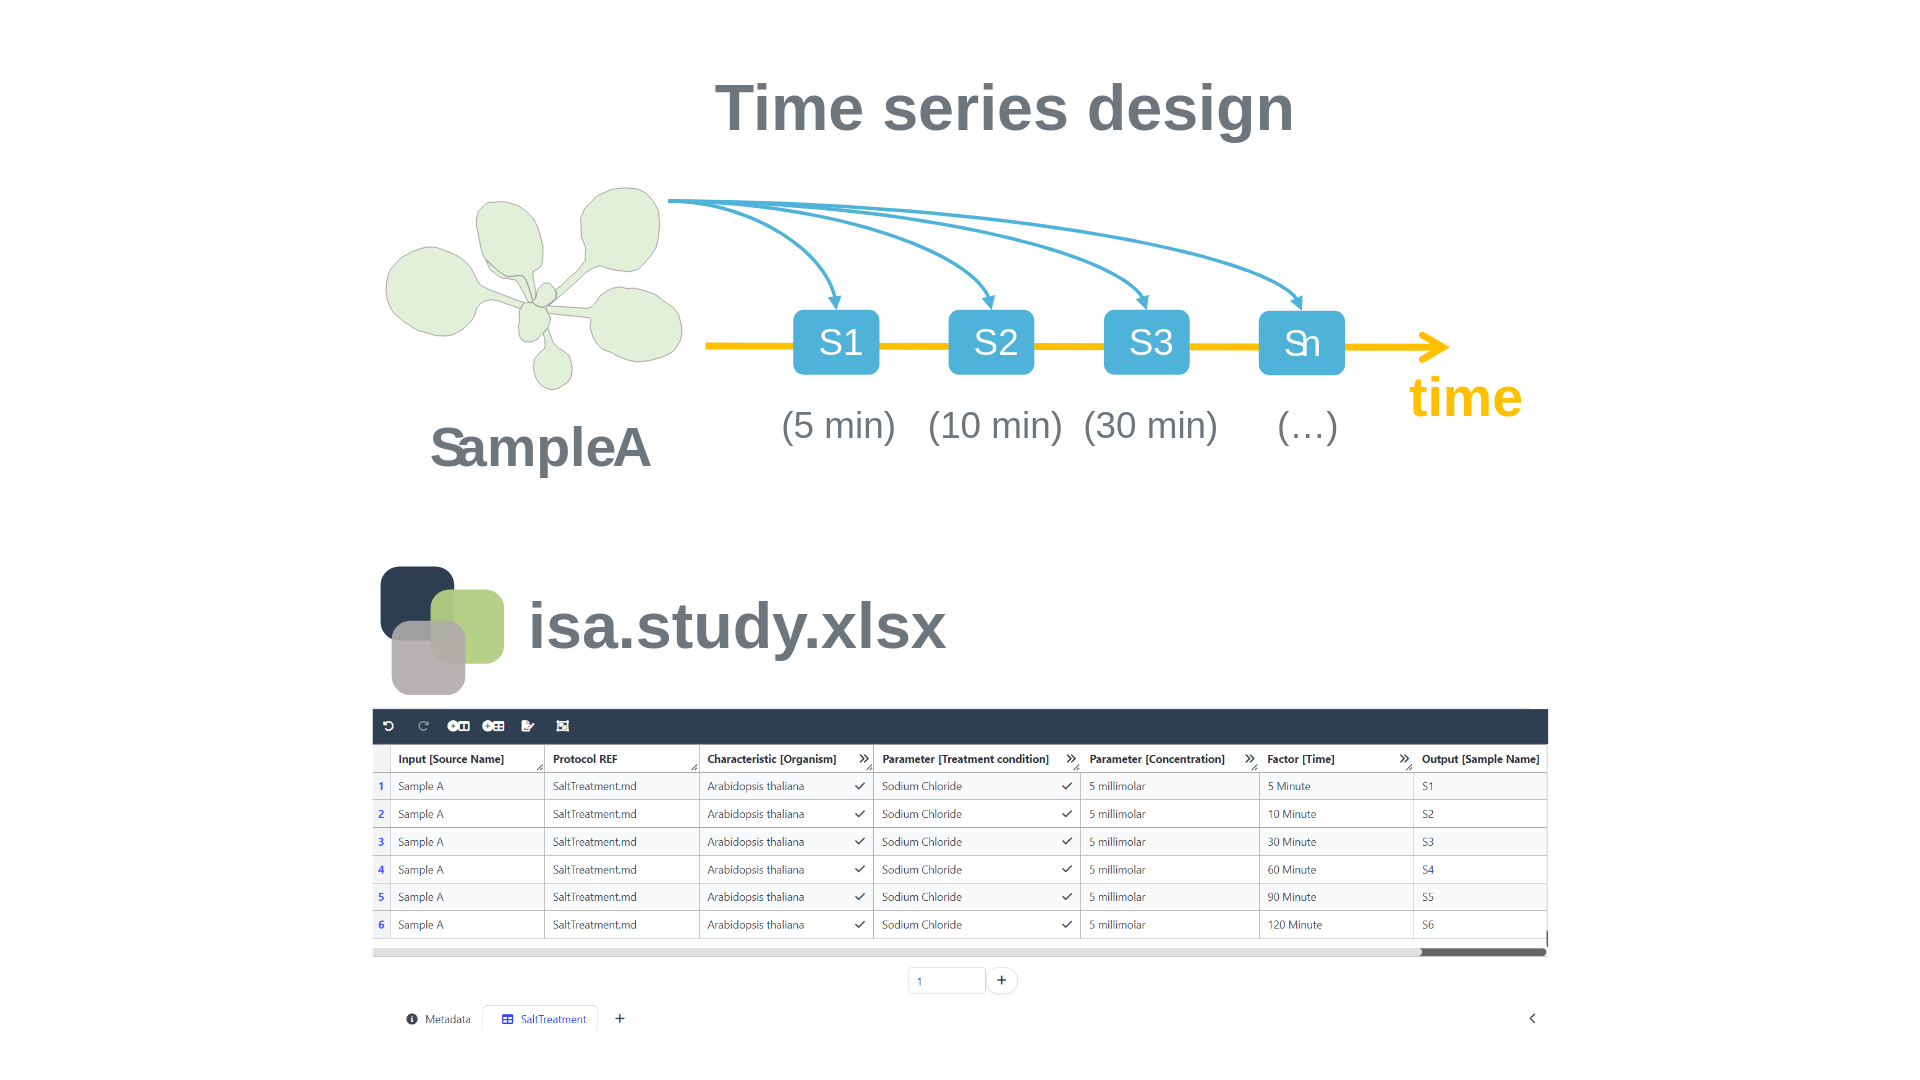 Time series design
S1 S2 S3 Sn
time
(5 min) (10 min) (30 min) (...)
SampleA
isa.study.xlsx
Input [Source Name] Protocol REF Characteristic [Organism] Parameter [Treatment condition] Parameter [Concentration] Factor [Time] Output [Sample Name]
1 Sample A SaltTreatment.md Arabidopsis thaliana Sodium Chloride 5 millimolar 5 Minute S1
2 Sample A SaltTreatment.md Arabidopsis thaliana Sodium Chloride 5 millimolar 10 Minute S2
3 Sample A SaltTreatment.md Arabidopsis thaliana Sodium Chloride 5 millimolar 30 Minute S3
4 Sample A SaltTreatment.md Arabidopsis thaliana Sodium Chloride 5 millimolar 60 Minute S4
5 Sample A SaltTreatment.md Arabidopsis thaliana Sodium Chloride 5 millimolar 90 Minute S5
6 Sample A SaltTreatment.md Arabidopsis thaliana Sodium Chloride 5 millimolar 120 Minute S6
1 +
Metadata SaltTreatment +